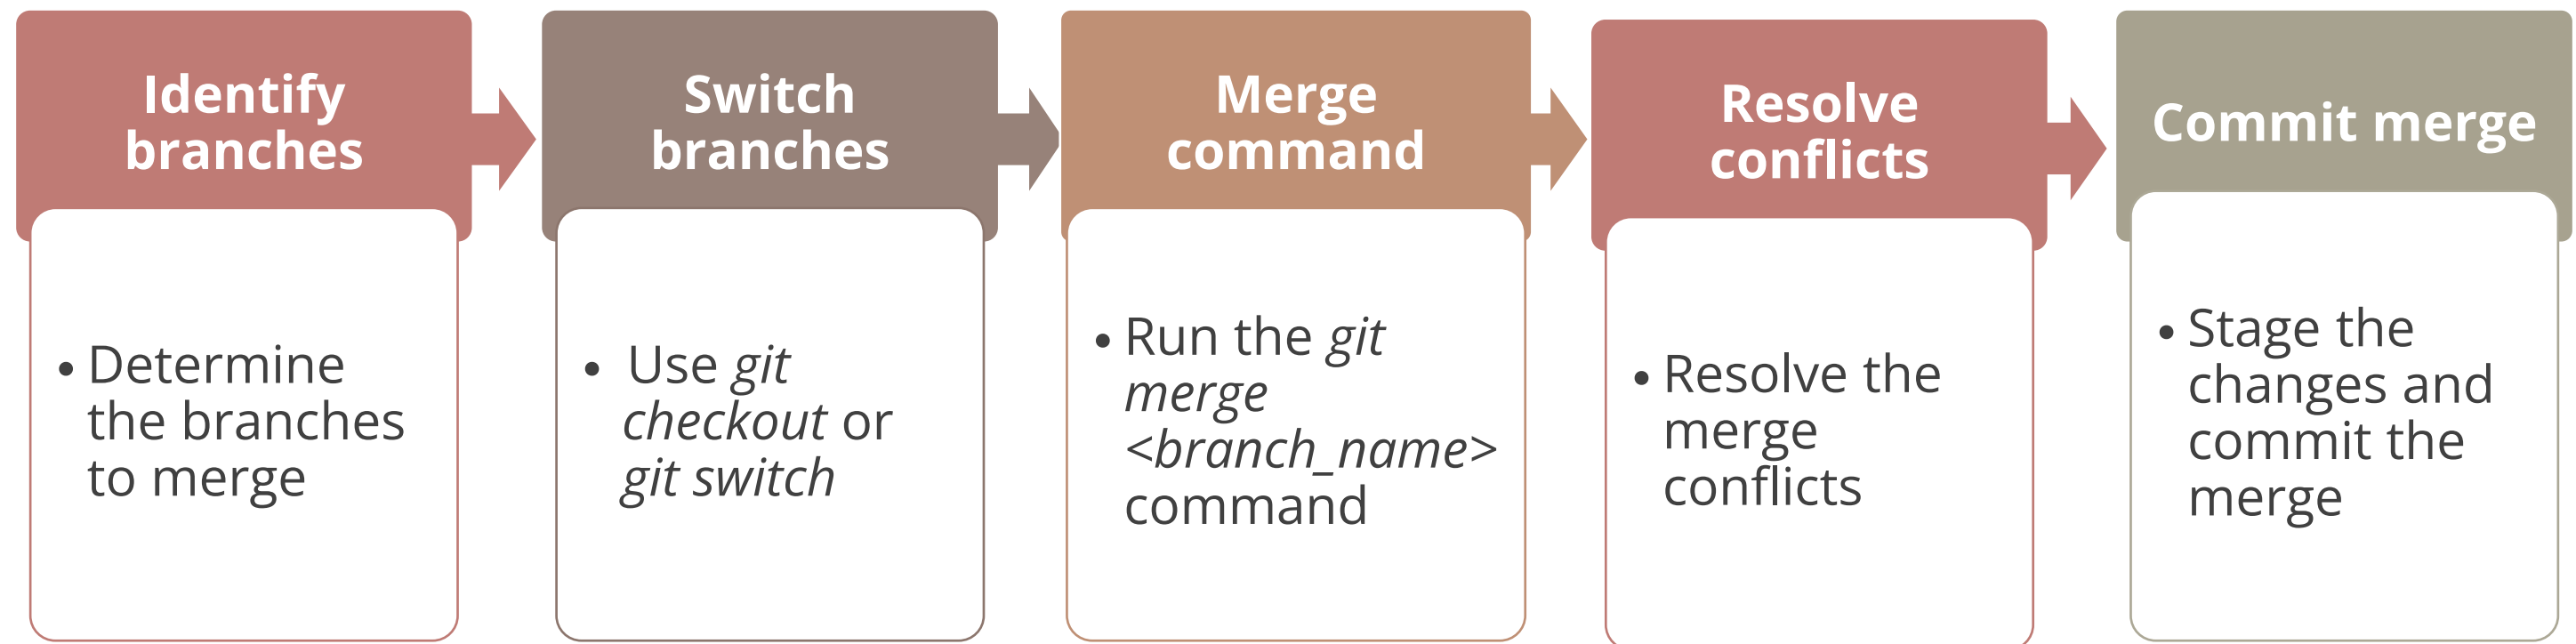 Identify
branches
• Determine
the branches
to merge
Switch
branches
• Use git
checkout or
git switch
Merge
command
• Run the git
merge
<branch_name>
command
Resolve
conflicts
• Resolve the
merge
conflicts
Commit merge
• Stage the
changes and
commit the
merge